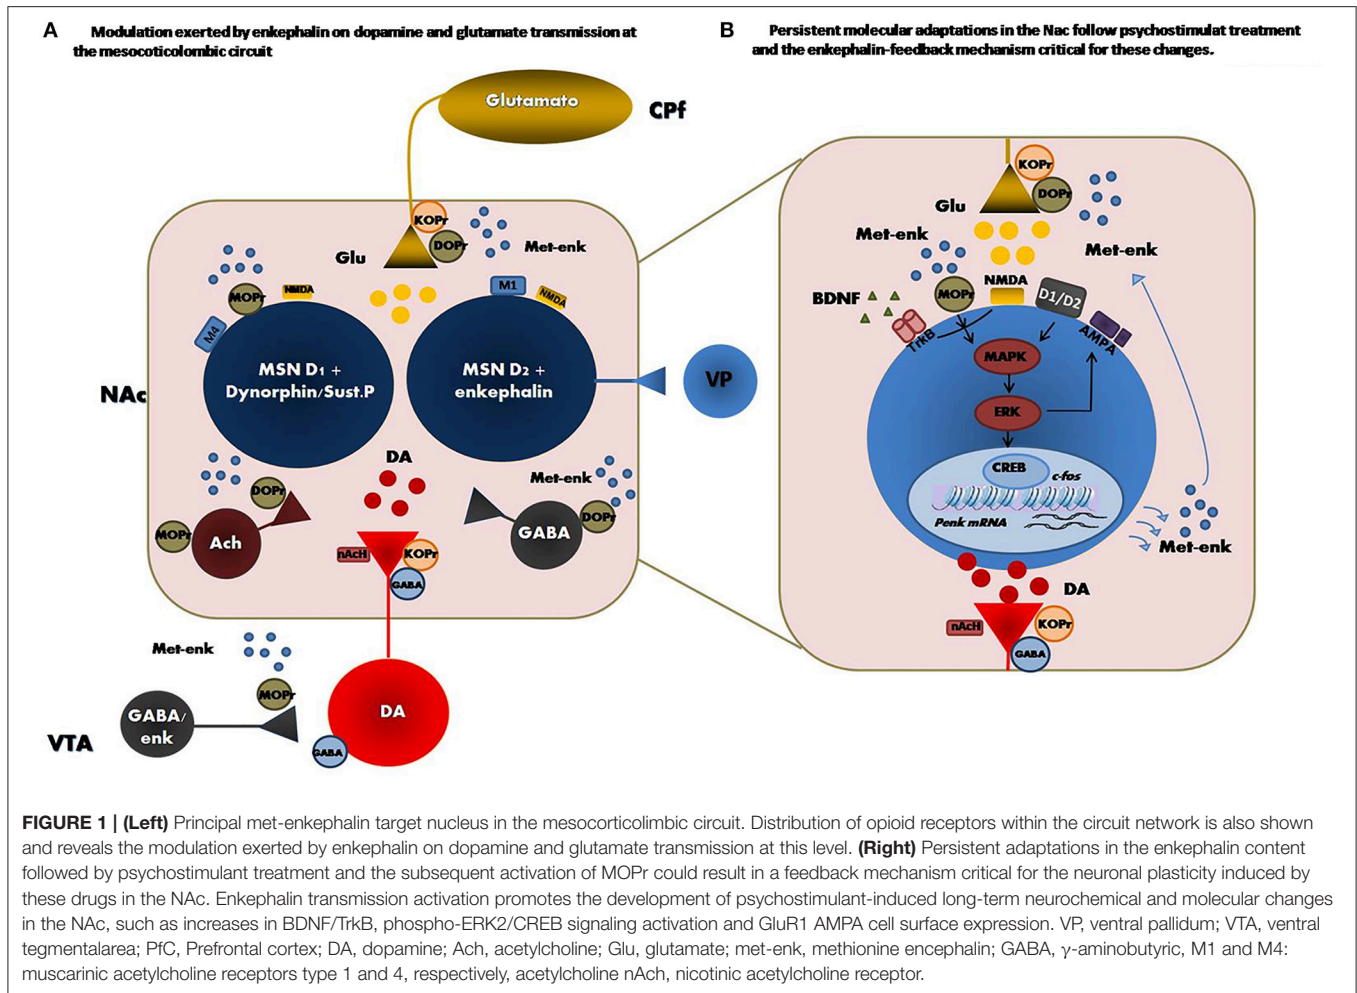 A
Modulation exerted by enkephalin on dopamine and glutamate transmission at
the mesocoticolombic circuit
B
Persistent molecular adaptations in the Nac follow psychostimulat treatment
and the enkephalin-feedback mechanism critical for these changes.
Glutamato
CPf
KOPr
DOPr
Glu
Met-enk
MOPr
NMDA
M4
M1
NMDA
MSN D1 +
Dynorphin/Sust.P
MSN D2 +
enkephalin
NAc
VP
DA
Met-enk
DOPr
MOPr
Ach
DOPr
GABA
nAcH
KOPr
GABA
Met-enk
MOPr
GABA/
enk
VTA
DA
GABA
KOPr
DOPr
Glu
Met-enk
Met-enk
BDNF
MOPr
NMDA
D1/D2
TrkB
AMPA
MAPK
ERK
CREB
c-fos
Penk mRNA
Met-enk
DA
nAcH
KOPr
GABA
FIGURE 1 | (Left) Principal met-enkephalin target nucleus in the mesocorticolimbic circuit. Distribution of opioid receptors within the circuit network is also shown
and reveals the modulation exerted by enkephalin on dopamine and glutamate transmission at this level. (Right) Persistent adaptations in the enkephalin content
followed by psychostimulant treatment and the subsequent activation of MOPr could result in a feedback mechanism critical for the neuronal plasticity induced by
these drugs in the NAc. Enkephalin transmission activation promotes the development of psychostimulant-induced long-term neurochemical and molecular changes
in the NAc, such as increases in BDNF/TrkB, phospho-ERK2/CREB signaling activation and GluR1 AMPA cell surface expression. VP, ventral pallidum; VTA, ventral
tegmentalarea; PfC, Prefrontal cortex; DA, dopamine; Ach, acetylcholine; Glu, glutamate; met-enk, methionine encephalin; GABA, γ-aminobutyric, M1 and M4:
muscarinic acetylcholine receptors type 1 and 4, respectively, acetylcholine nAch, nicotinic acetylcholine receptor.